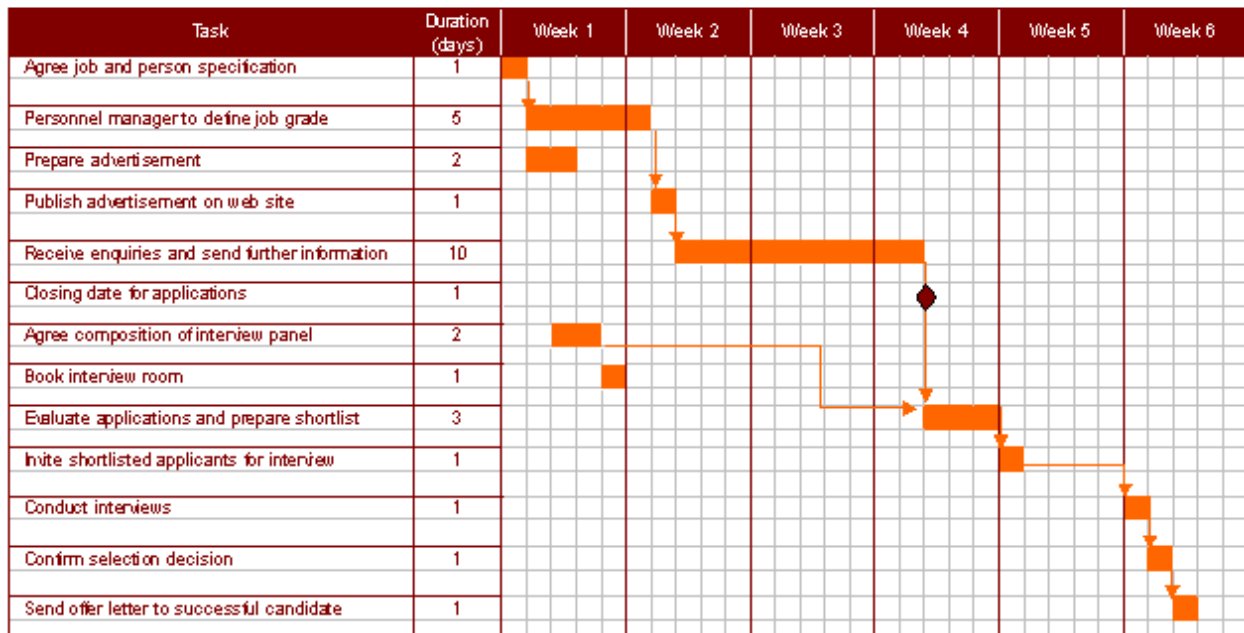 Task Duration (days) Week 1 Week 2 Week 3 Week 4 Week 5 Week 6
Agree job and person specification 1
Personnel manager to define job grade 5
Prepare advertisement 2
Publish advertisement on web site 1
Receive enquiries and send further information 10
Closing date for applications 1
Agree composition of interview panel 2
Book interview room 1
Evaluate applications and prepare shortlist 3
Invite shortlisted applicants for interview 1
Conduct interviews 1
Confirm selection decision 1
Send offer letter to successful candidate 1